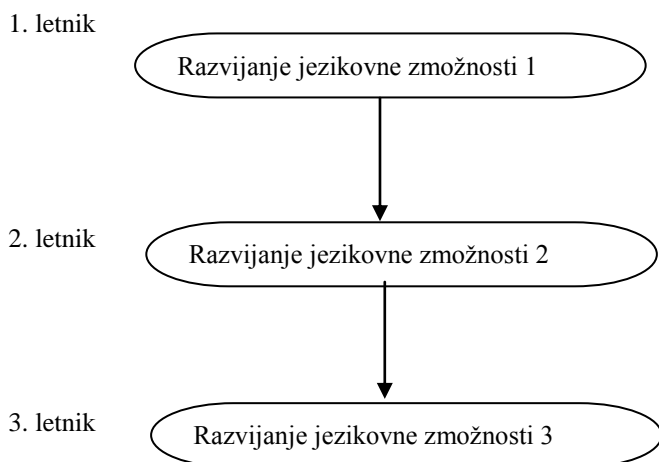 1. letnik
Razvijanje jezikovne zmožnosti 1
2. letnik
Razvijanje jezikovne zmožnosti 2
3. letnik
Razvijanje jezikovne zmožnosti 3